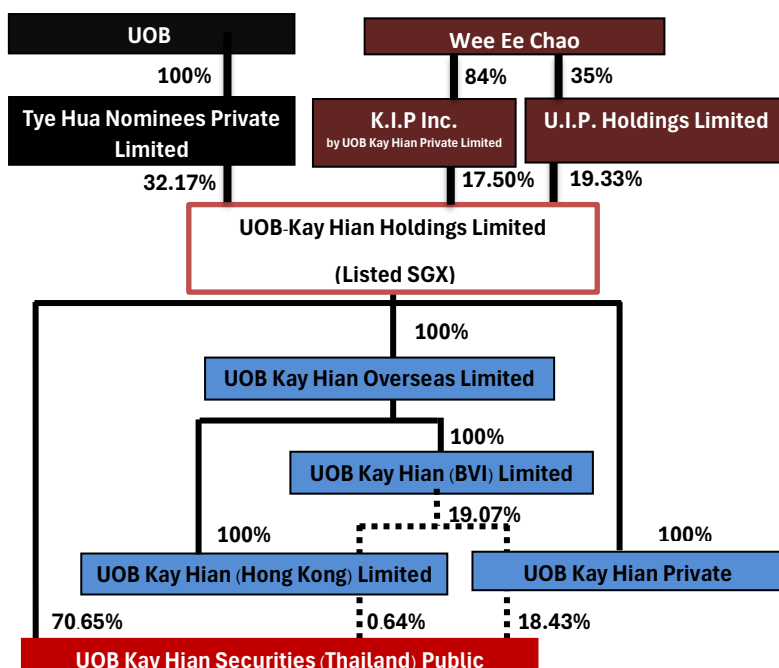 UOB
Wee Ee Chao
100%
84%
35%
Tye Hua Nominees Private
Limited
K.I.P Inc.
by UOB Kay Hian Private Limited
U.I.P. Holdings Limited
32.17%
17.50%
19.33%
UOB-Kay Hian Holdings Limited
(Listed SGX)
100%
UOB Kay Hian Overseas Limited
100%
UOB Kay Hian (BVI) Limited
19.07%
100%
100%
UOB Kay Hian (Hong Kong) Limited
UOB Kay Hian Private
70.65%
0.64%
18.43%
UOB Kay Hian Securities (Thailand) Public